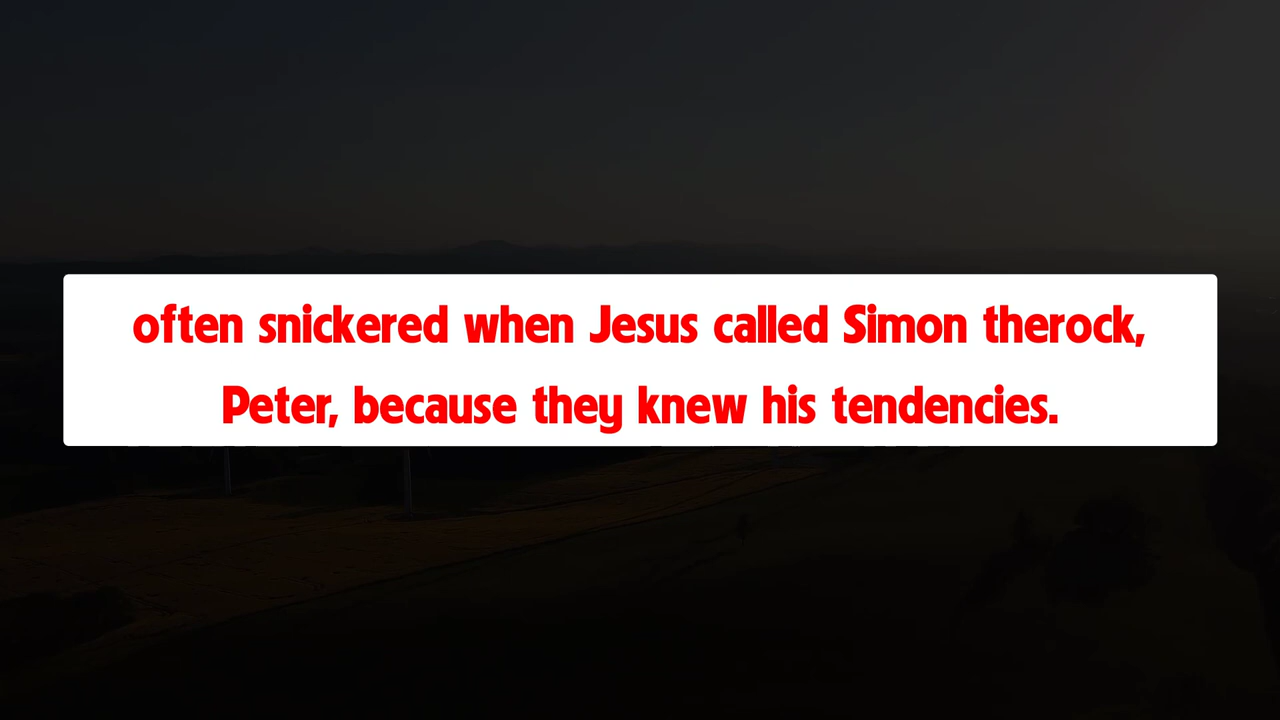 often snickered when Jesus called Simon therock,
Peter, because they knew his tendencies.